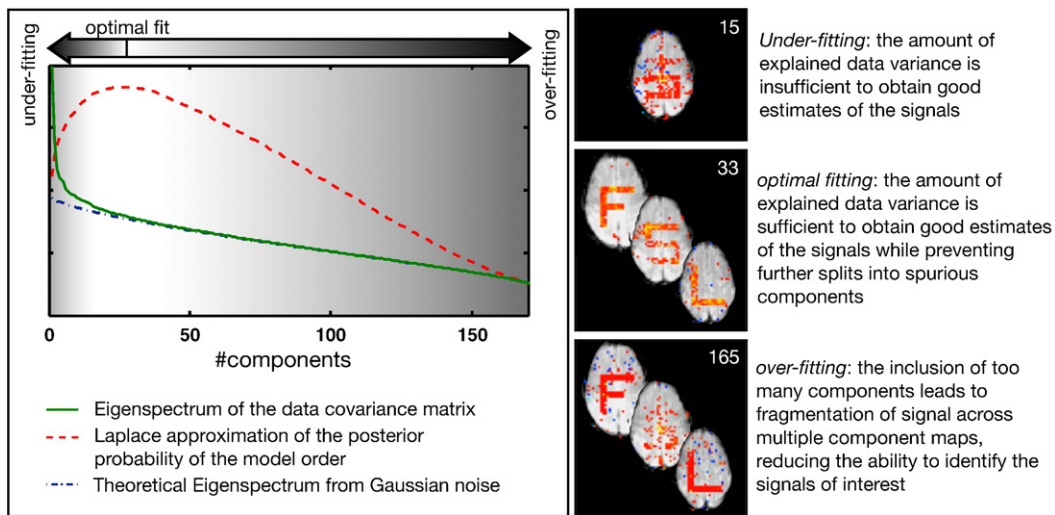 optimal fit
under-fitting
over-fitting
0
50
100
150
#components
Eigenspectrum of the data covariance matrix
Laplace approximation of the posterior
probability of the model order
Theoretical Eigenspectrum from Gaussian noise
15
Under-fitting: the amount of
explained data variance is
insufficient to obtain good
estimates of the signals
33
F
S
L
optimal fitting: the amount of
explained data variance is
sufficient to obtain good estimates
of the signals while preventing
further splits into spurious
components
165
F
L
over-fitting: the inclusion of too
many components leads to
fragmentation of signal across
multiple component maps,
reducing the ability to identify the
signals of interest